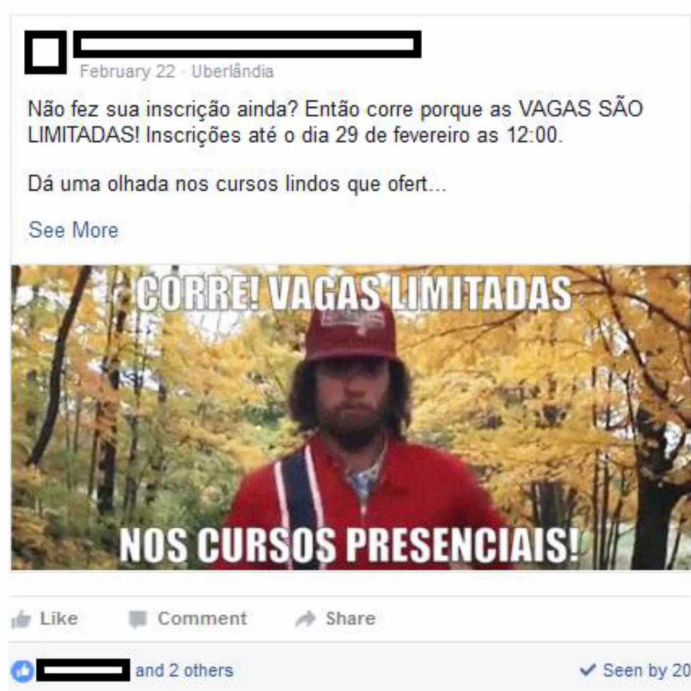 February 22 · Uberlândia
Não fez sua inscrição ainda? Então corre porque as VAGAS SÃO
LIMITADAS! Inscrições até o dia 29 de fevereiro as 12:00.
Dá uma olhada nos cursos lindos que ofert...
See More
CORRE! VAGAS LIMITADAS
NOS CURSOS PRESENCIAIS!
Like Comment Share
and 2 others ✓ Seen by 20